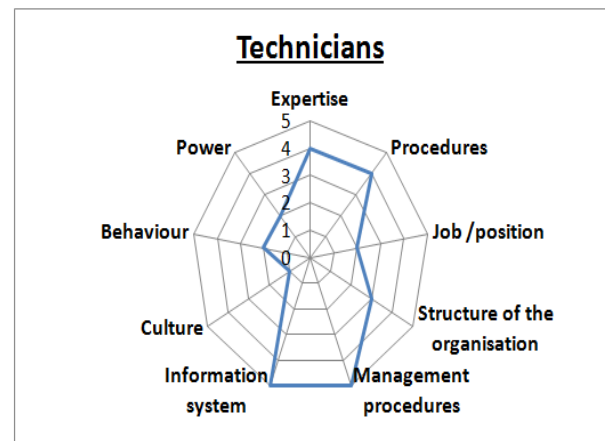 Technicians
Expertise
5
4
3
2
1
0
Power
Procedures
Behaviour
Job /position
Culture
Structure of the
organisation
Information
system
Management
procedures